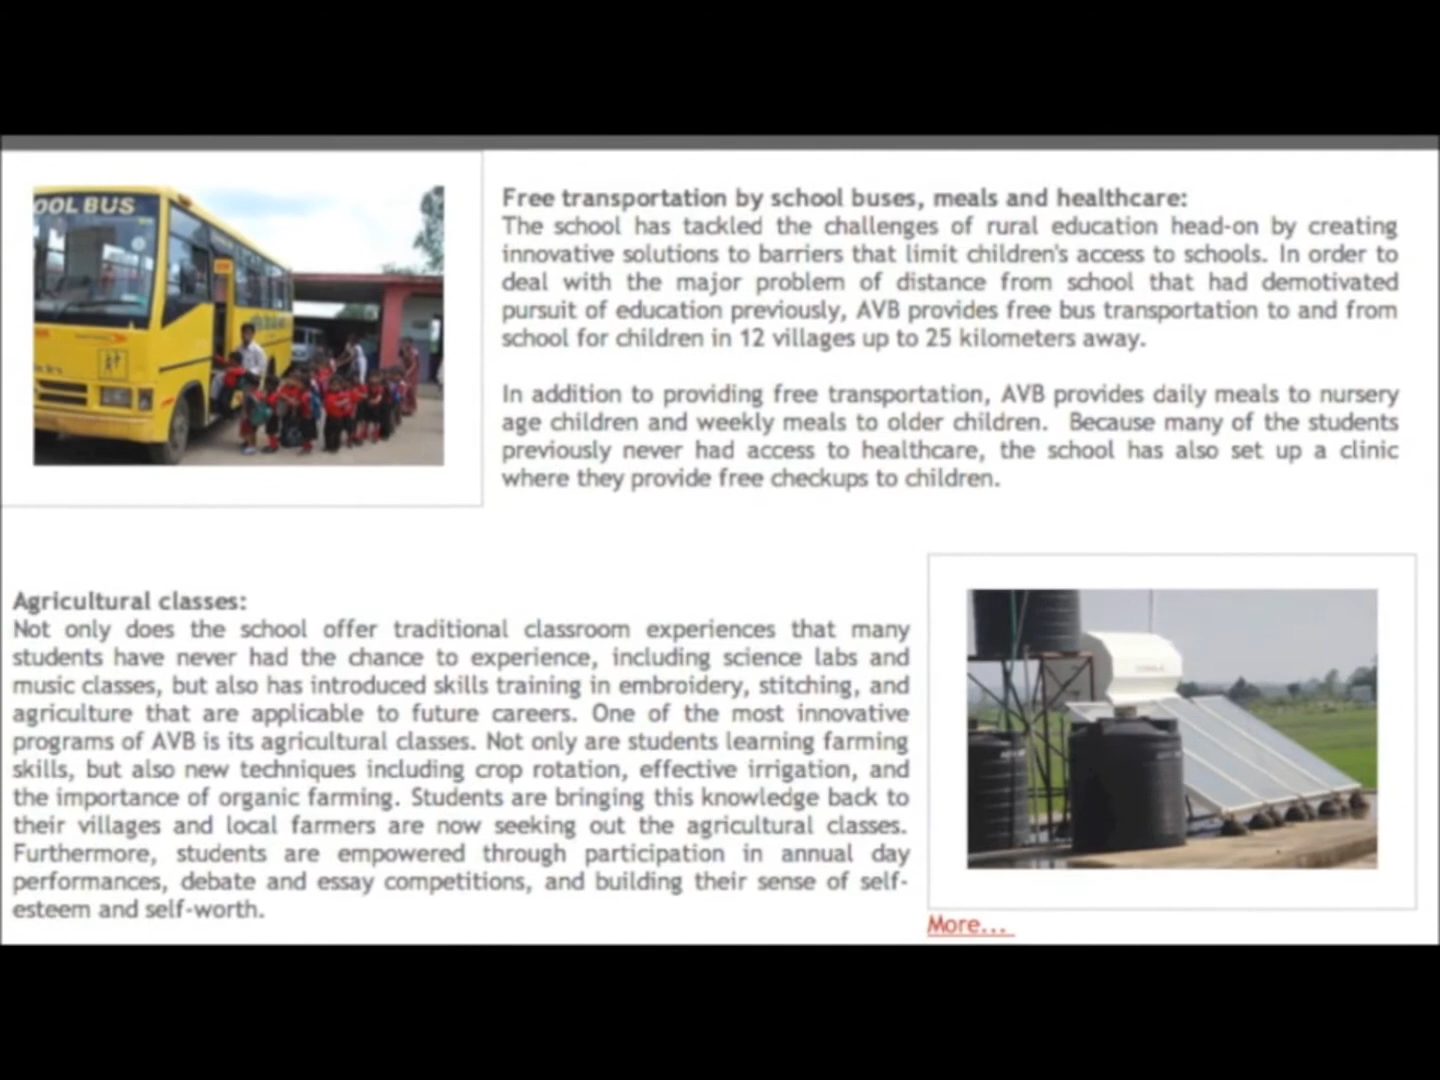 OOL BUS
Free transportation by school buses, meals and healthcare:
The school has tackled the challenges of rural education head-on by creating
innovative solutions to barriers that limit children's access to schools. In order to
deal with the major problem of distance from school that had demotivated
pursuit of education previously, AVB provides free bus transportation to and from
school for children in 12 villages up to 25 kilometers away.
In addition to providing free transportation, AVB provides daily meals to nursery
age children and weekly meals to older children. Because many of the students
previously never had access to healthcare, the school has also set up a clinic
where they provide free checkups to children.
Agricultural classes:
Not only does the school offer traditional classroom experiences that many
students have never had the chance to experience, including science labs and
music classes, but also has introduced skills training in embroidery, stitching, and
agriculture that are applicable to future careers. One of the most innovative
programs of AVB is its agricultural classes. Not only are students learning farming
skills, but also new techniques including crop rotation, effective irrigation, and
the importance of organic farming. Students are bringing this knowledge back to
their villages and local farmers are now seeking out the agricultural classes.
Furthermore, students are empowered through participation in annual day
performances, debate and essay competitions, and building their sense of self-
esteem and self-worth.
More...